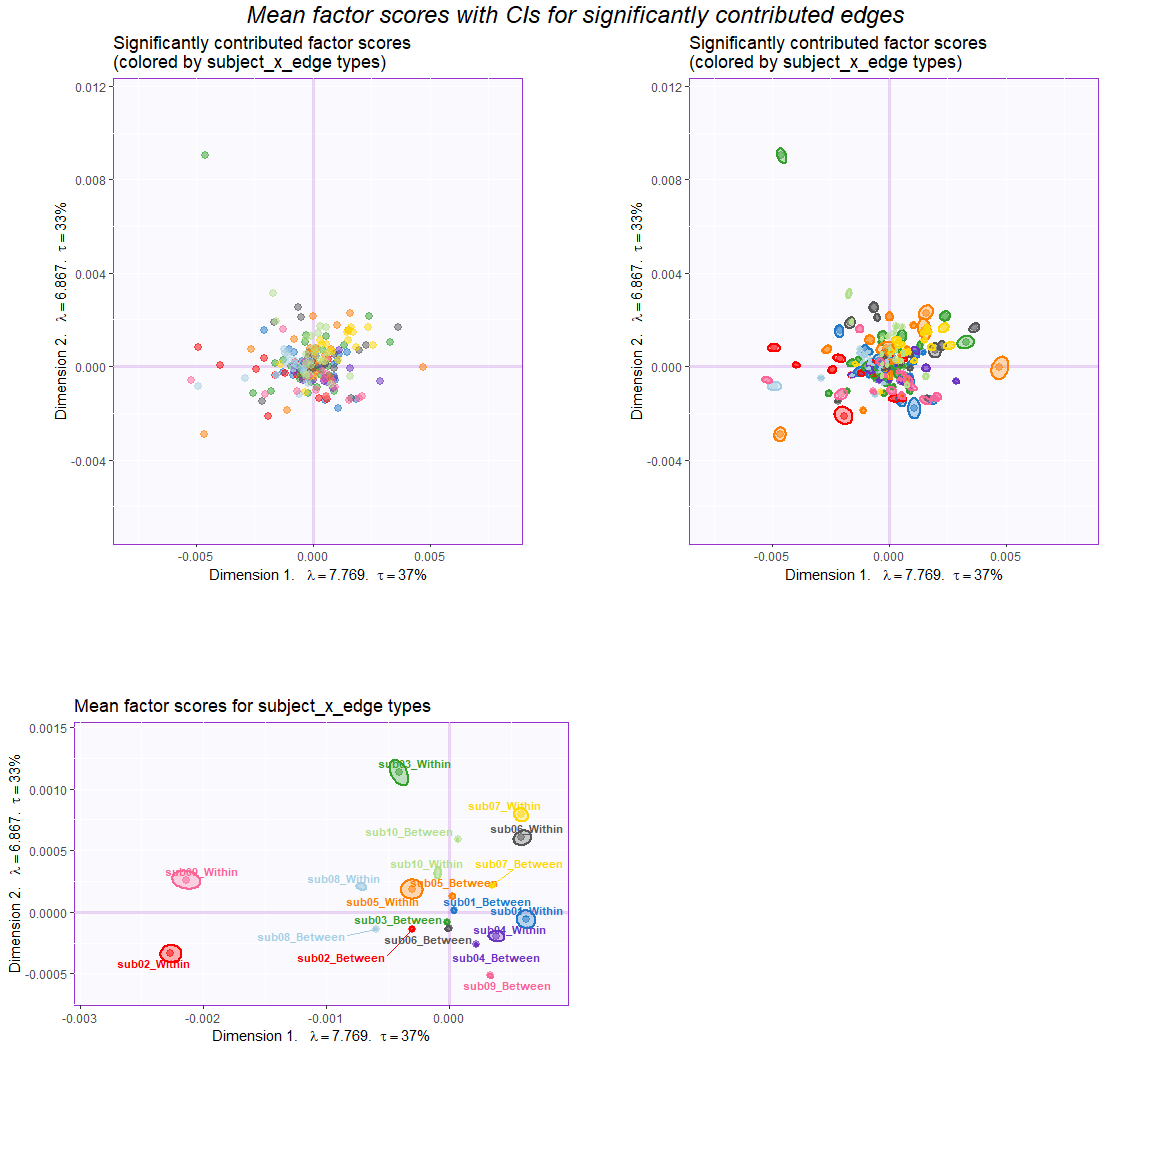 Mean factor scores with CIs for significantly contributed edges
Significantly contributed factor scores
(colored by subject_x_edge types)
0.012
0.008
0.004
0.000
-0.004
-0.005
0.000
0.005
Dimension 2. λ = 6.867. τ = 33%
Dimension 1. λ = 7.769. τ = 37%
Significantly contributed factor scores
(colored by subject_x_edge types)
0.012
0.008
0.004
0.000
-0.004
-0.005
0.000
0.005
Dimension 2. λ = 6.867. τ = 33%
Dimension 1. λ = 7.769. τ = 37%
Mean factor scores for subject_x_edge types
0.0015
0.0010
0.0005
0.0000
-0.0005
-0.003
-0.002
-0.001
0.000
Dimension 2. λ = 6.867. τ = 33%
Dimension 1. λ = 7.769. τ = 37%
sub03_Within
sub07_Within
sub06_Within
sub10_Between
sub10_Within
sub07_Between
sub09_Within
sub08_Within
sub05_Between
sub05_Within
sub01_Between
sub01_Within
sub03_Between
sub04_Within
sub08_Between
sub06_Between
sub02_Between
sub04_Between
sub02_Within
sub09_Between